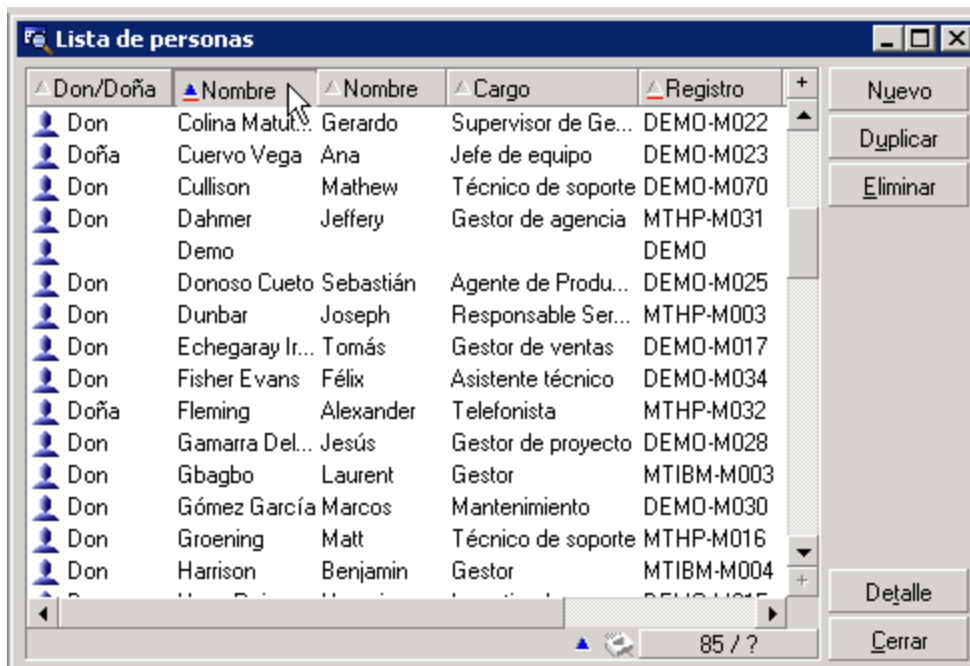 Lista de personas
Don/Doña Nombre Nombre Cargo Registro +
Don Colina Matut... Gerardo Supervisor de Ge... DEMO-M022
Doña Cuervo Vega Ana Jefe de equipo DEMO-M023
Don Cullison Mathew Técnico de soporte DEMO-M070
Don Dahmer Jeffery Gestor de agencia MTHP-M031
Demo DEMO
Don Donoso Cueto Sebastián Agente de Produ... DEMO-M025
Don Dunbar Joseph Responsable Ser... MTHP-M003
Don Echegaray Ir... Tomás Gestor de ventas DEMO-M017
Don Fisher Evans Félix Asistente técnico DEMO-M034
Doña Fleming Alexander Telefonista MTHP-M032
Don Gamarra Del... Jesús Gestor de proyecto DEMO-M028
Don Gbagbo Laurent Gestor MTIBM-M003
Don Gómez García Marcos Mantenimiento DEMO-M030
Don Groening Matt Técnico de soporte MTHP-M016
Don Harrison Benjamin Gestor MTIBM-M004
+
85 / ?
Nuevo
Duplicar
Eliminar
Detalle
Cerrar